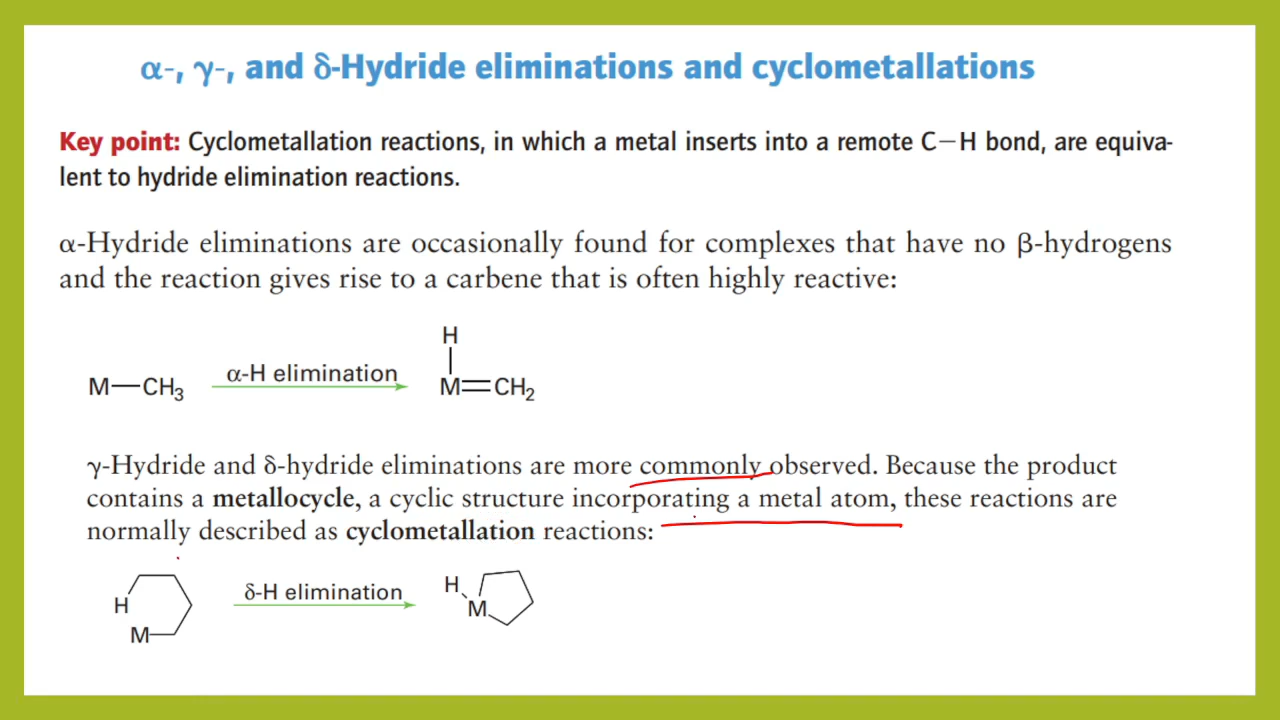 α-, γ-, and δ-Hydride eliminations and cyclometallations
Key point: Cyclometallation reactions, in which a metal inserts into a remote C−H bond, are equiva-
lent to hydride elimination reactions.
α-Hydride eliminations are occasionally found for complexes that have no β-hydrogens
and the reaction gives rise to a carbene that is often highly reactive:
H
M—CH₃ α-H elimination M=CH₂
γ-Hydride and δ-hydride eliminations are more commonly observed. Because the product
contains a metallocycle, a cyclic structure incorporating a metal atom, these reactions are
normally described as cyclometallation reactions:
H δ-H elimination H
M M